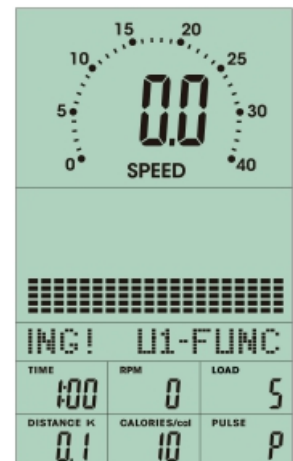 15 20
10 25
5 0.0 30
0 SPEED 40
ING! U1-FUNC
TIME RPM LOAD
1:00 0 5
DISTANCE K CALORIES/cal PULSE
0.1 10 P